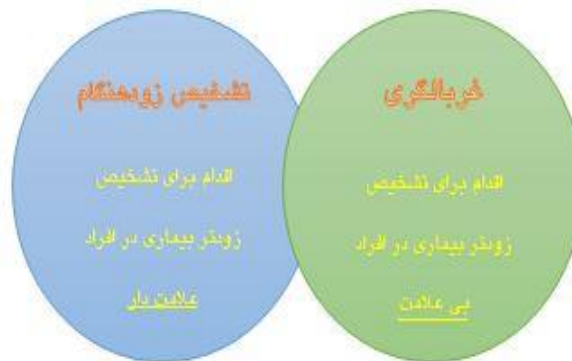 غربالگری
اقدام برای تشخیص
زودتر بیماری در افراد
بی علامت
تشخیص زودهنگام
اقدام برای تشخیص
زودتر بیماری در افراد
علامت دار